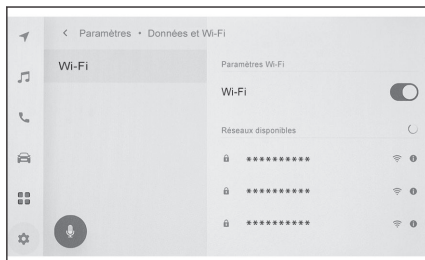 < Paramètres • Données et Wi-Fi
Wi-Fi
Paramètres Wi-Fi
Wi-Fi
Réseaux disponibles
**********
**********
**********